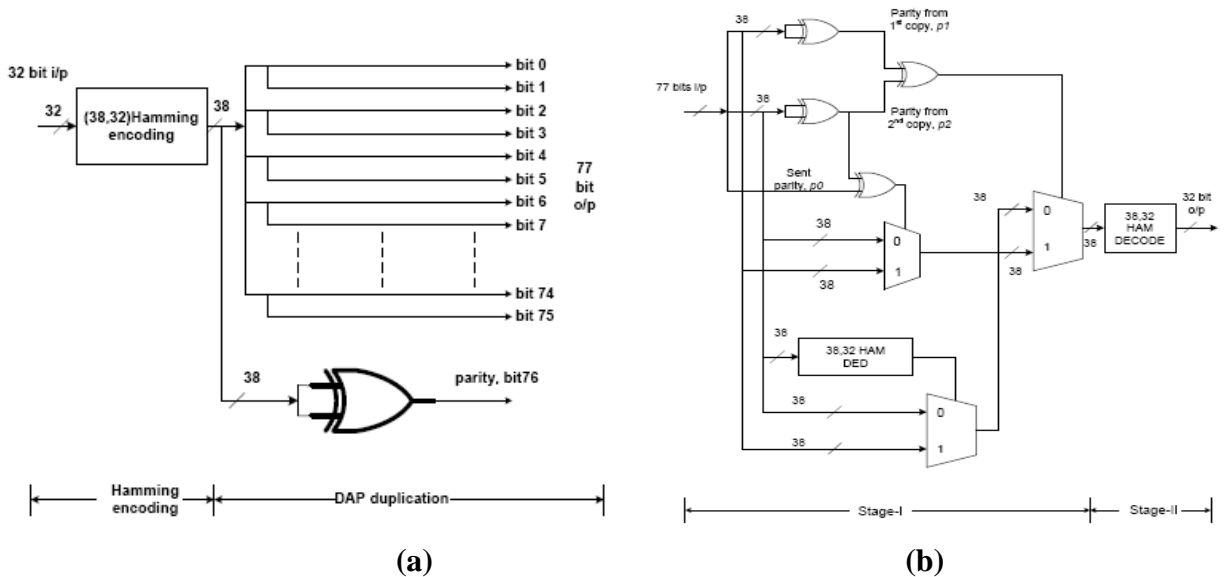 32 bit i/p
32
(38,32)Hamming
encoding
38
bit 0
bit 1
bit 2
bit 3
bit 4
bit 5
bit 6
bit 7
77
bit
o/p
bit 74
bit 75
38
parity, bit76
Hamming
encoding
DAP duplication
(a)
38
Parity from
1st copy, p1
77 bits i/p
38
Parity from
2nd copy, p2
Sent
parity, p0
38
0
38
1
38
0
1
38
38
32 bit
o/p
38,32
HAM
DECODE
38
38
38,32 HAM
DED
38
0
38
1
Stage-I
Stage-II
(b)